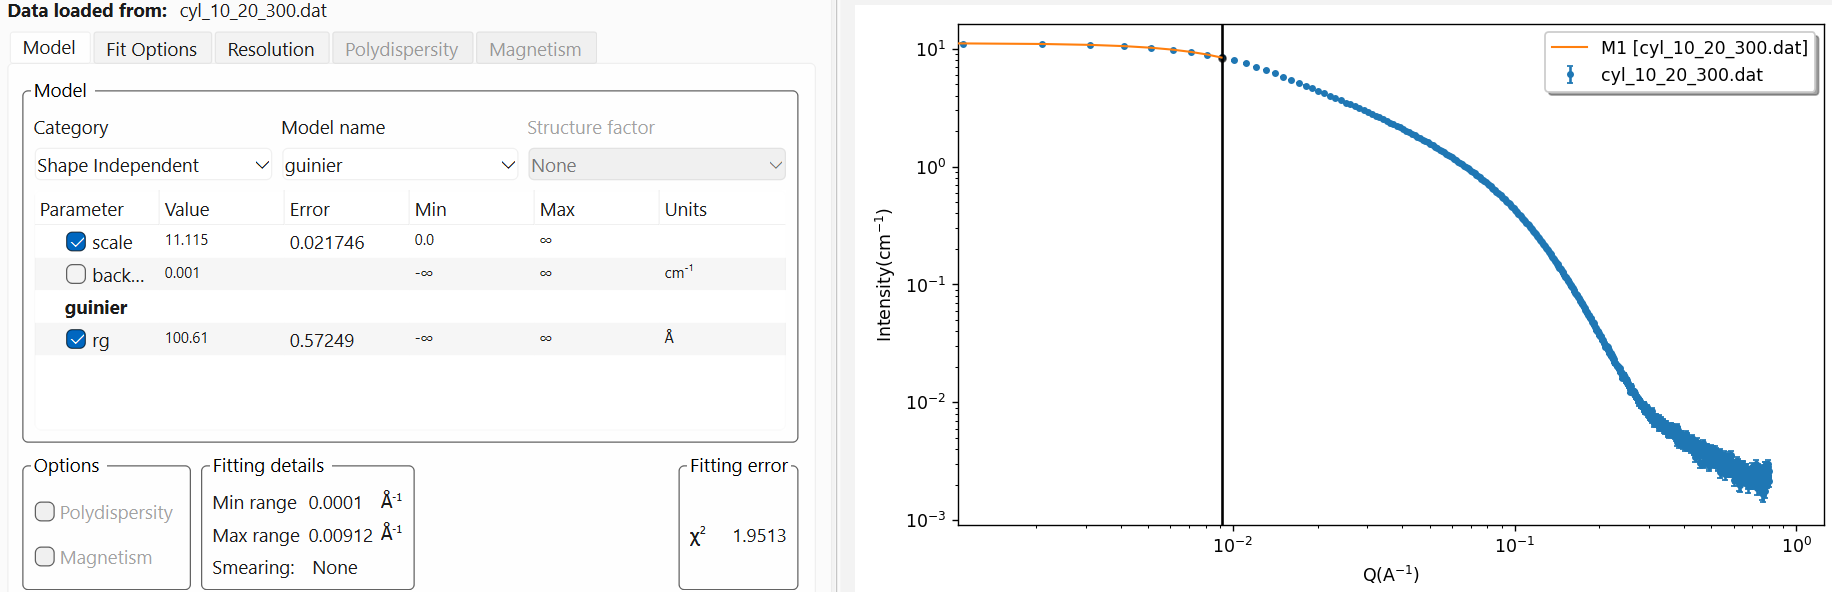 Data loaded from: cyl_10_20_300.dat
Model Fit Options Resolution Polydispersity Magnetism
Model
Category Model name Structure factor
Shape Independent guinier None
Parameter Value Error Min Max Units
scale 11.115 0.021746 0.0 ∞
back... 0.001 -∞ ∞ cm⁻¹
guinier
rg 100.61 0.57249 -∞ ∞ Å
Options
Polydispersity
Magnetism
Fitting details
Min range 0.0001 Å⁻¹
Max range 0.00912 Å⁻¹
Smearing: None
Fitting error
χ² 1.9513
M1 [cyl_10_20_300.dat]
cyl_10_20_300.dat
Intensity(cm⁻¹)
10¹
10⁰
10⁻¹
10⁻²
10⁻³
10⁻² 10⁻¹ 10⁰
Q(A⁻¹)